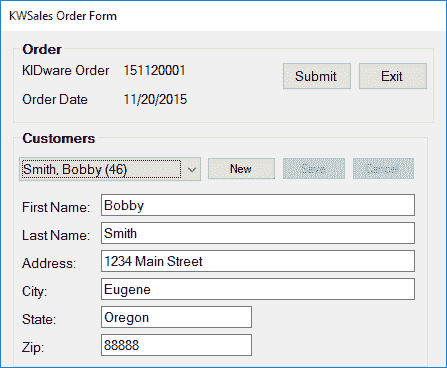 KWSales Order Form
Order
KIDware Order 151120001
Submit Exit
Order Date 11/20/2015
Customers
Smith, Bobby (46) New Save Cancel
First Name: Bobby
Last Name: Smith
Address: 1234 Main Street
City: Eugene
State: Oregon
Zip: 88888